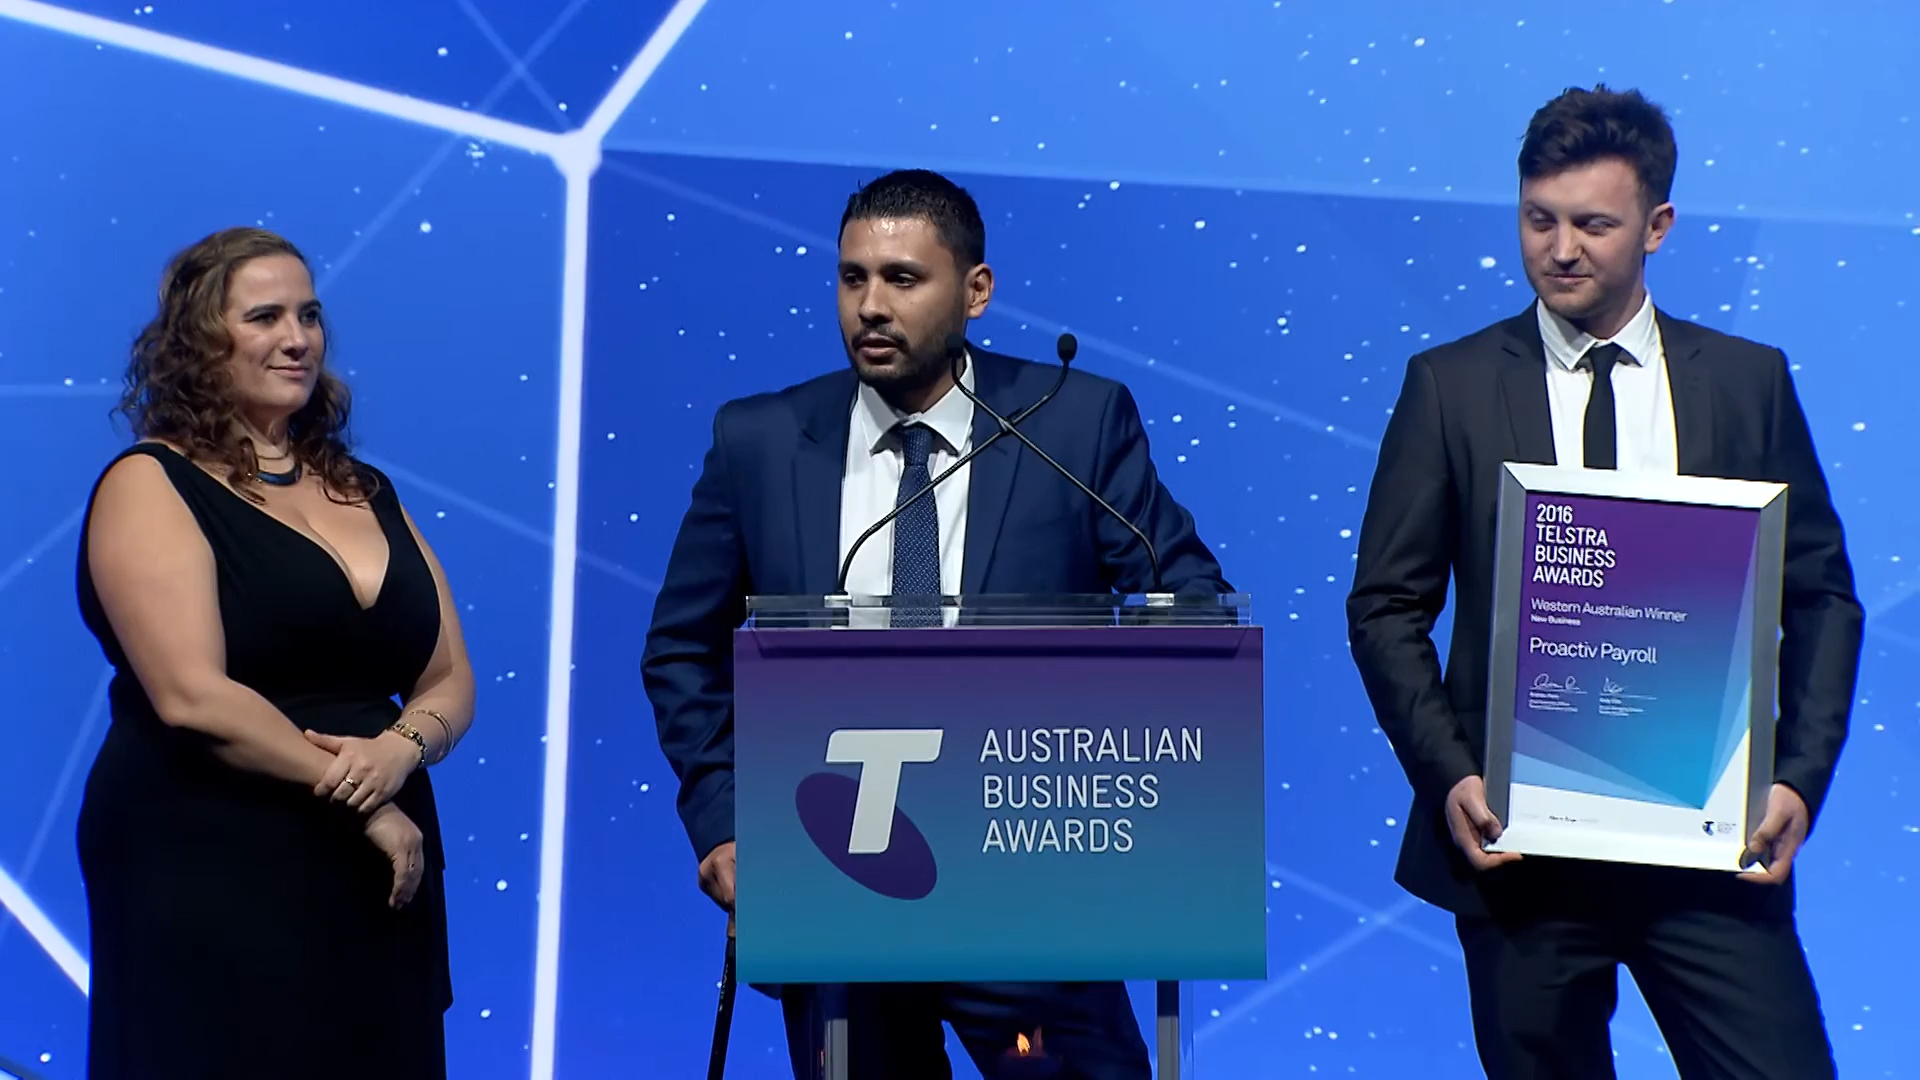 AUSTRALIAN
BUSINESS
AWARDS
2016
TELSTRA
BUSINESS
AWARDS
Western Australian Winner
New Business
Proactiv Payroll